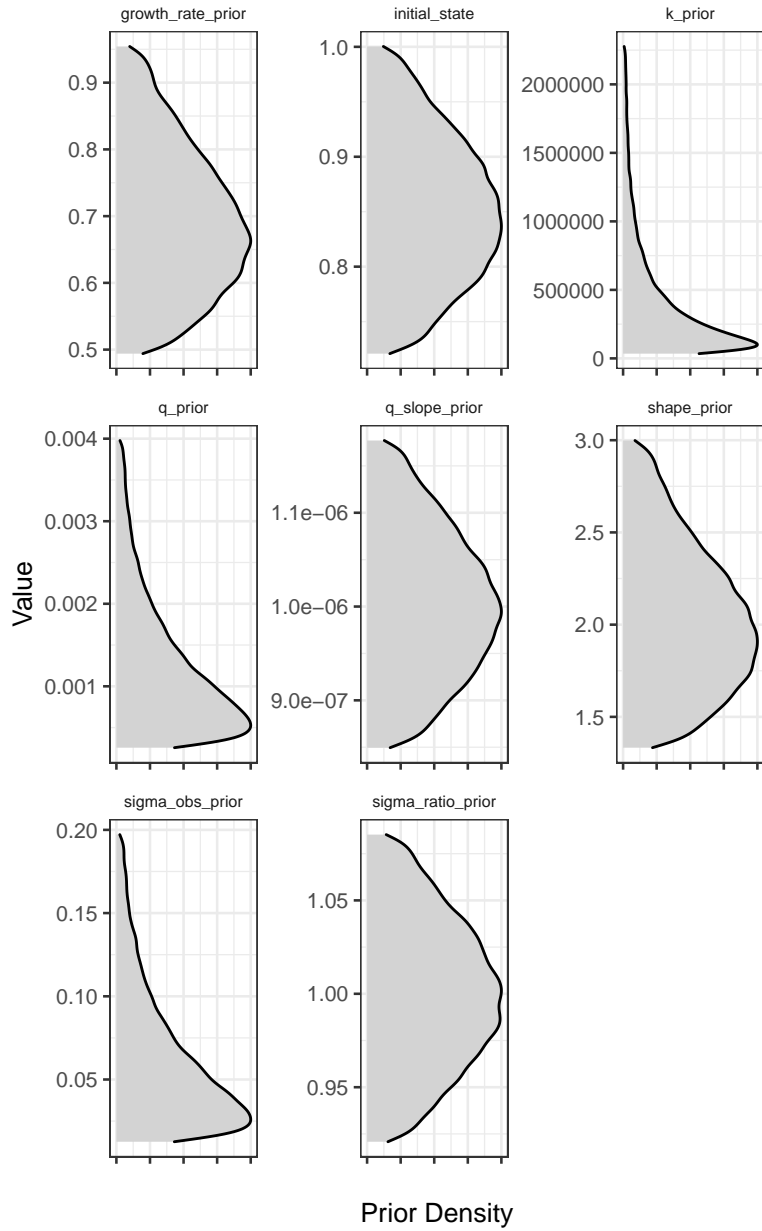 growth_rate_prior
initial_state
k_prior
0.9
0.8
0.7
0.6
0.5
1.0
0.9
0.8
2000000
1500000
1000000
500000
0
q_prior
q_slope_prior
shape_prior
Value
0.004
0.003
0.002
0.001
1.1e−06
1.0e−06
9.0e−07
3.0
2.5
2.0
1.5
sigma_obs_prior
sigma_ratio_prior
0.20
0.15
0.10
0.05
1.05
1.00
0.95
Prior Density